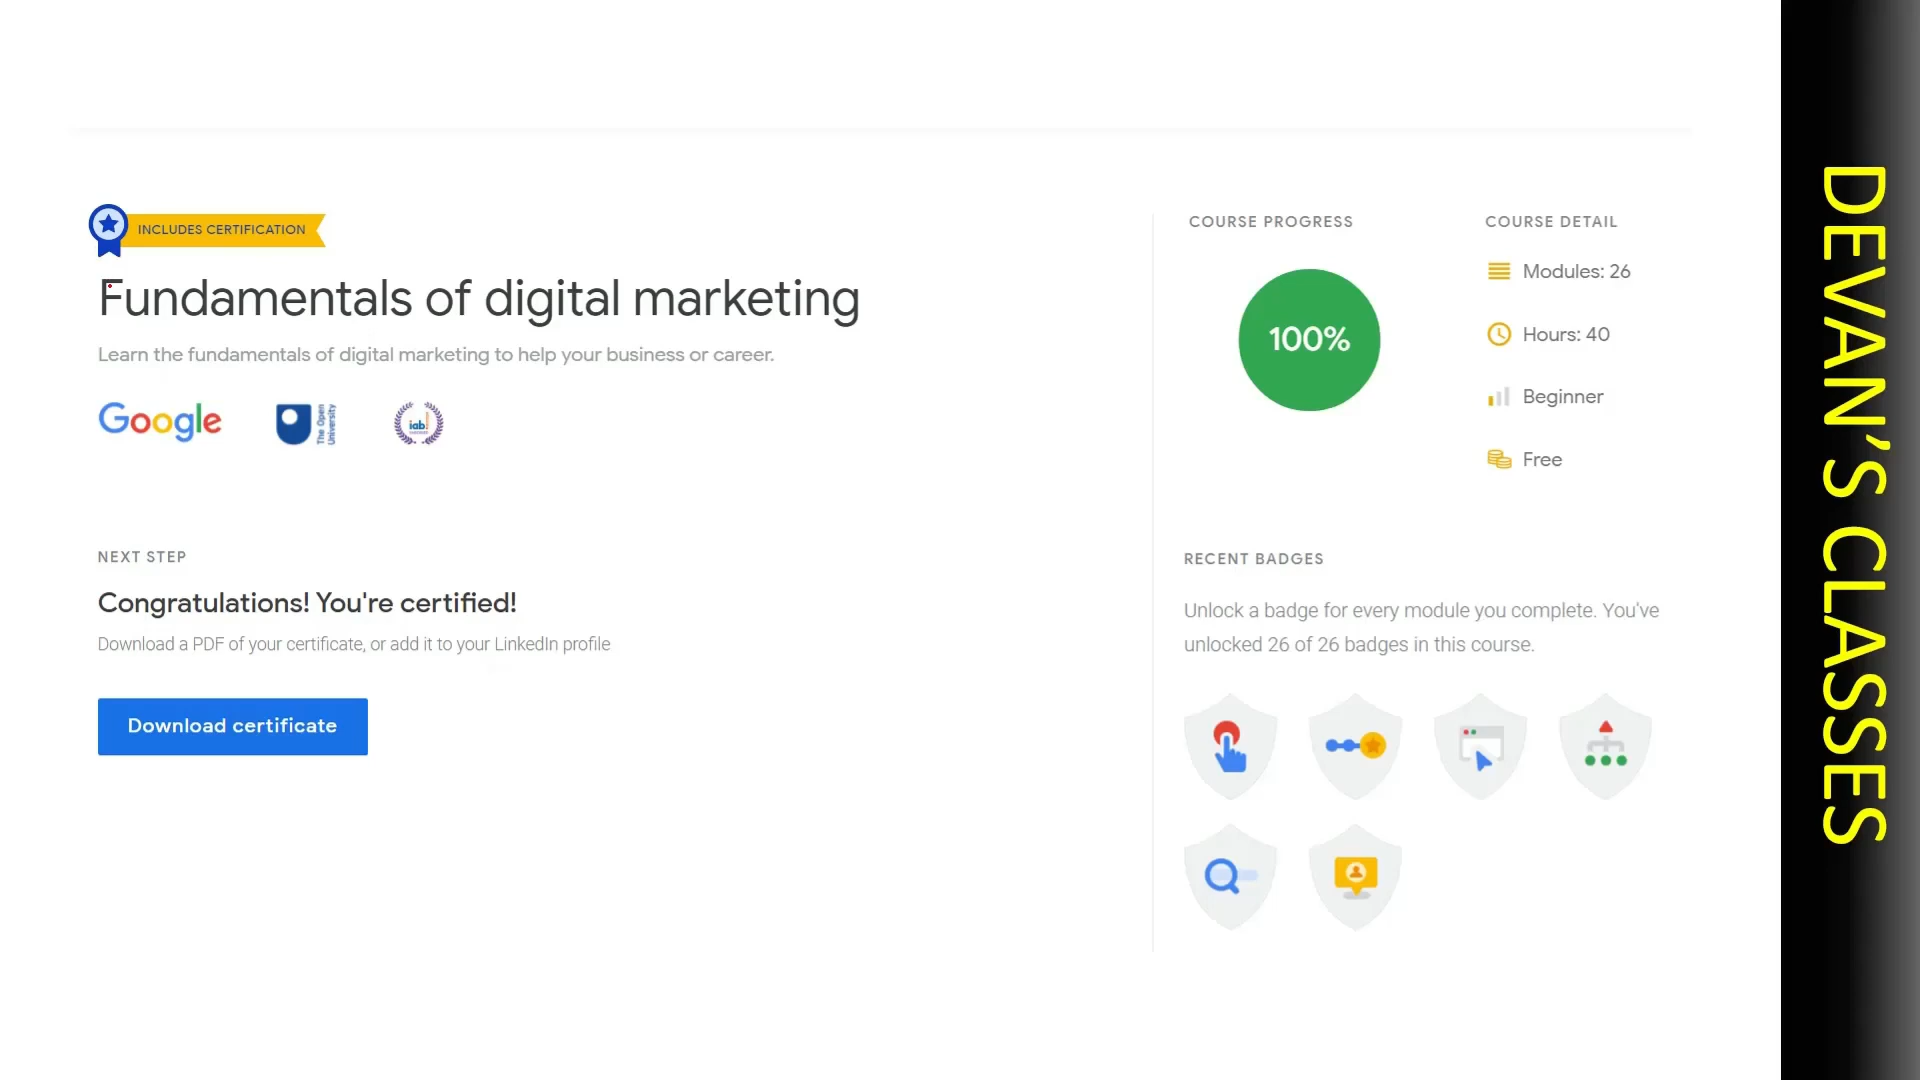 INCLUDES CERTIFICATION
Fundamentals of digital marketing
Learn the fundamentals of digital marketing to help your business or career.
Google
The Open
University
iab
NEXT STEP
Congratulations! You're certified!
Download a PDF of your certificate, or add it to your LinkedIn profile
Download certificate
COURSE PROGRESS
100%
COURSE DETAIL
Modules: 26
Hours: 40
Beginner
Free
RECENT BADGES
Unlock a badge for every module you complete. You've
unlocked 26 of 26 badges in this course.
DEVAN'S CLASSES